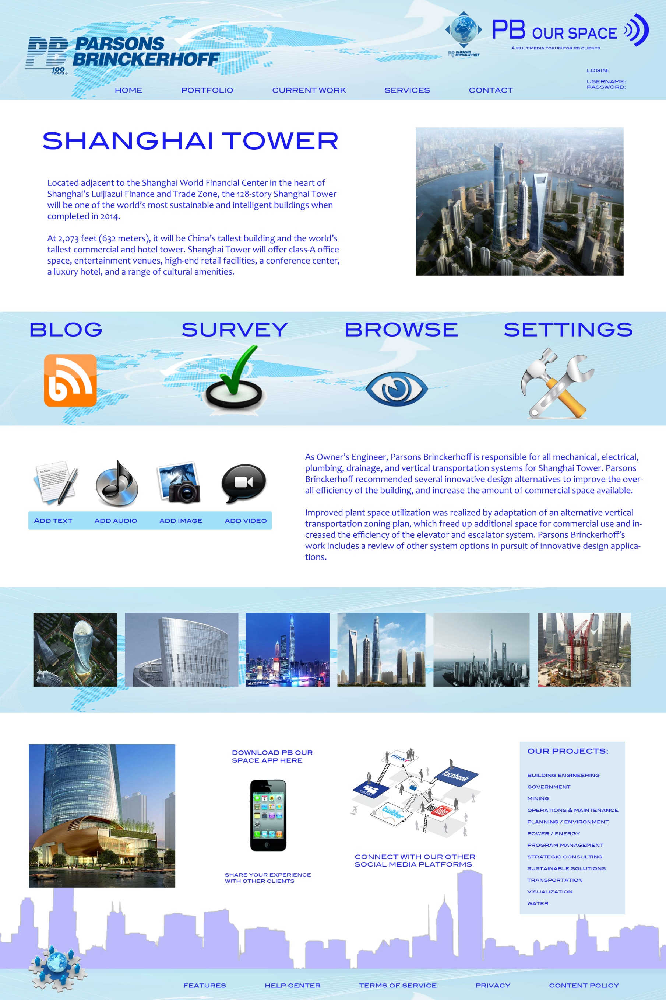 PB PARSONS
BRINCKERHOFF
100
YEARS ®
PB OUR SPACE
A MULTIMEDIA FORUM FOR PB CLIENTS
PB PARSONS
BRINCKERHOFF
LOGIN:
USERNAME:
PASSWORD:
HOME PORTFOLIO CURRENT WORK SERVICES CONTACT
SHANGHAI TOWER
Located adjacent to the Shanghai World Financial Center in the heart of
Shanghai’s Luijiazui Finance and Trade Zone, the 128-story Shanghai Tower
will be one of the world’s most sustainable and intelligent buildings when
completed in 2014.
At 2,073 feet (632 meters), it will be China’s tallest building and the world’s
tallest commercial and hotel tower. Shanghai Tower will offer class-A office
space, entertainment venues, high-end retail facilities, a conference center,
a luxury hotel, and a range of cultural amenities.
BLOG SURVEY BROWSE SETTINGS
ADD TEXT ADD AUDIO ADD IMAGE ADD VIDEO
As Owner’s Engineer, Parsons Brinckerhoff is responsible for all mechanical, electrical,
plumbing, drainage, and vertical transportation systems for Shanghai Tower. Parsons
Brinckerhoff recommended several innovative design alternatives to improve the over-
all efficiency of the building, and increase the amount of commercial space available.
Improved plant space utilization was realized by adaptation of an alternative vertical
transportation zoning plan, which freed up additional space for commercial use and in-
creased the efficiency of the elevator and escalator system. Parsons Brinckerhoff’s
work includes a review of other system options in pursuit of innovative design applica-
tions.
DOWNLOAD PB OUR
SPACE APP HERE
7
SHARE YOUR EXPERIENCE
WITH OTHER CLIENTS
flickr
facebook
myspace
twitter
YouTube
CONNECT WITH OUR OTHER
SOCIAL MEDIA PLATFORMS
OUR PROJECTS:
BUILDING ENGINEERING
GOVERNMENT
MINING
OPERATIONS & MAINTENANCE
PLANNING / ENVIRONMENT
POWER / ENERGY
PROGRAM MANAGEMENT
STRATEGIC CONSULTING
SUSTAINABLE SOLUTIONS
TRANSPORTATION
VISUALIZATION
WATER
FEATURES HELP CENTER TERMS OF SERVICE PRIVACY CONTENT POLICY